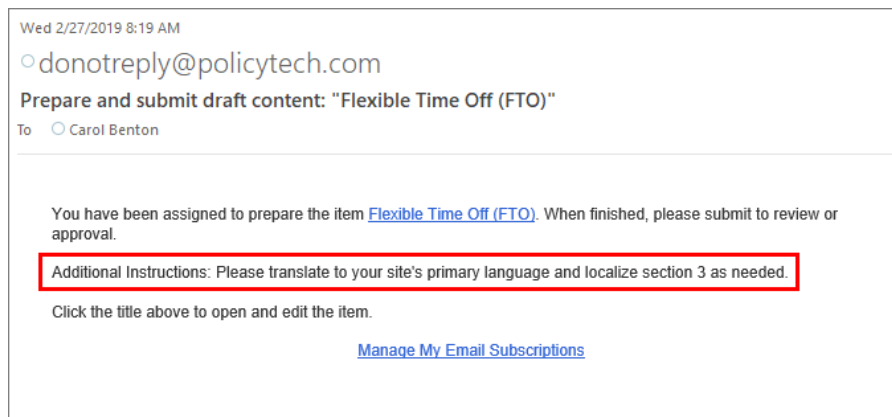 Wed 2/27/2019 8:19 AM
donotreply@policytech.com
Prepare and submit draft content: "Flexible Time Off (FTO)"
To Carol Benton
You have been assigned to prepare the item Flexible Time Off (FTO). When finished, please submit to review or
approval.
Additional Instructions: Please translate to your site's primary language and localize section 3 as needed.
Click the title above to open and edit the item.
Manage My Email Subscriptions